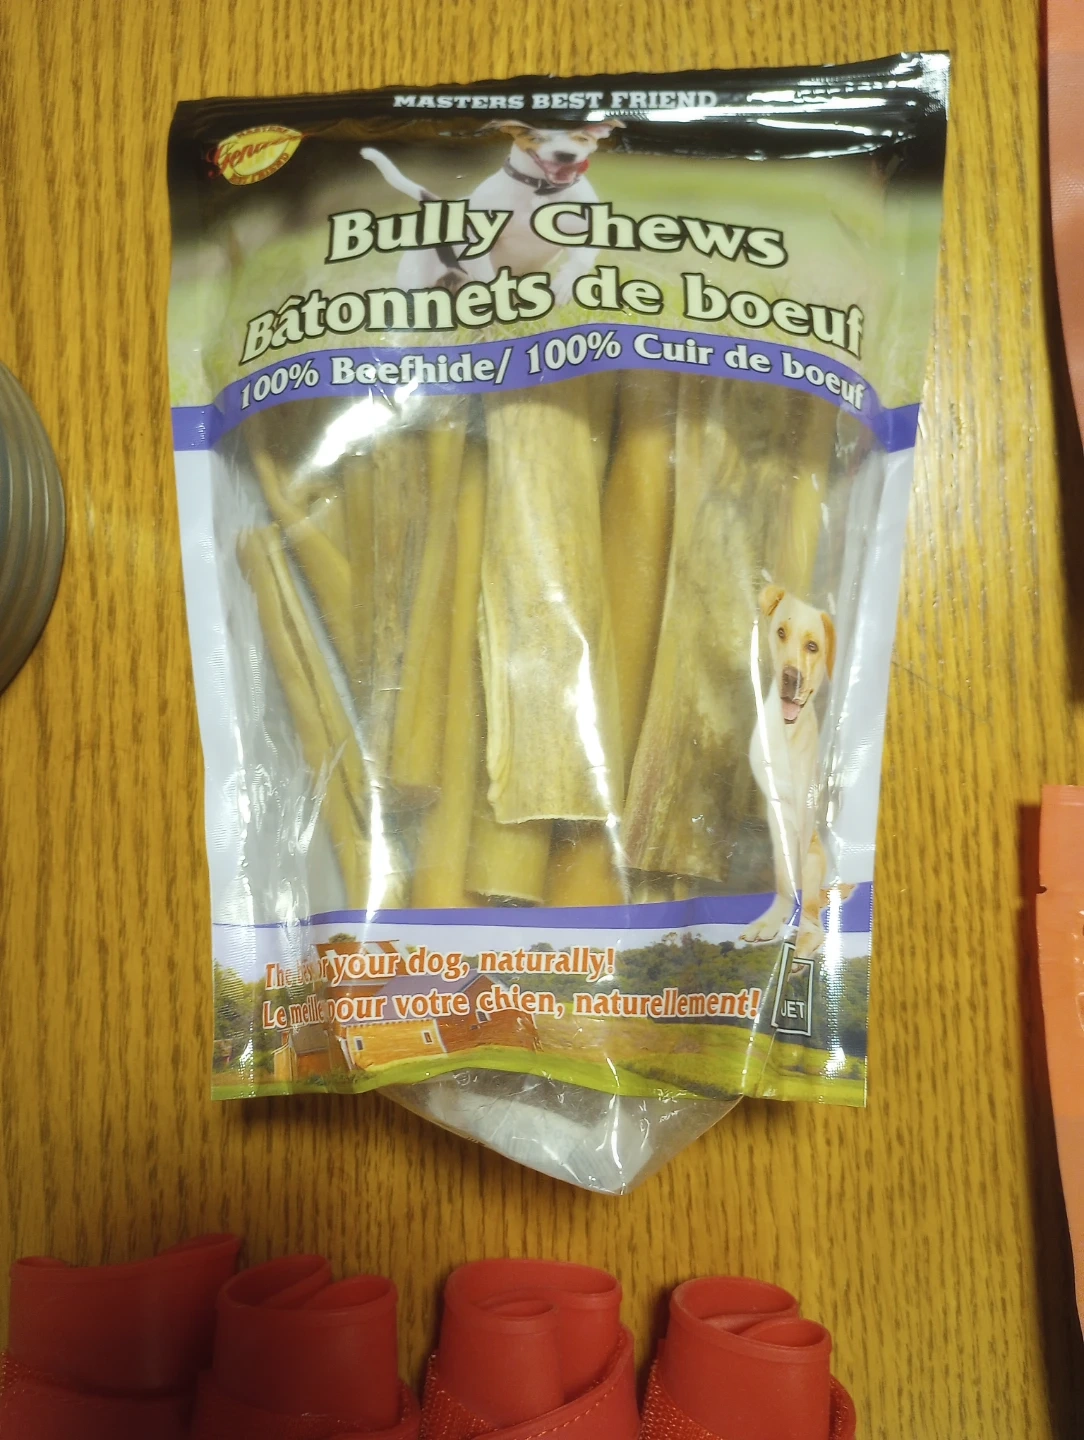 MASTERS BEST FRIEND
Bully Chews
Bâtonnets de boeuf
100% Beefhide/ 100% Cuir de boeuf
your dog, naturally!
Le pour votre chien, naturellement!
JET